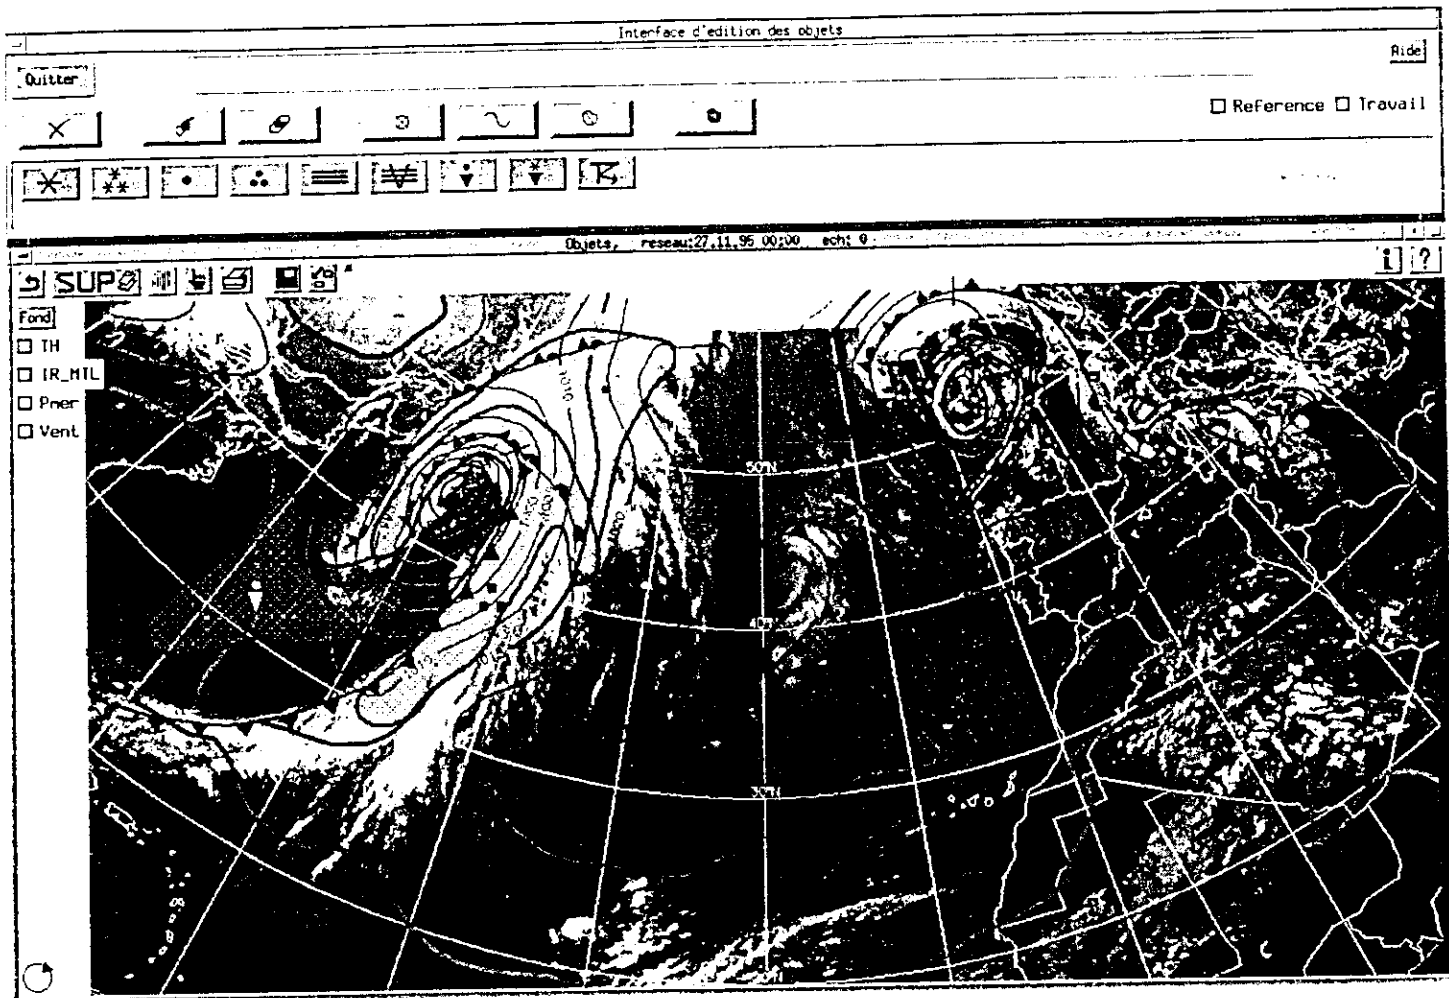 Interface d'edition des objets
Aide
Quitter
Reference Travail
Objets, reseau:27.11.95 00:00 ech: 0
SUP
i ?
Fond
TH
IR_MTL
Pmer
Vent
50°N
40°N
30°N